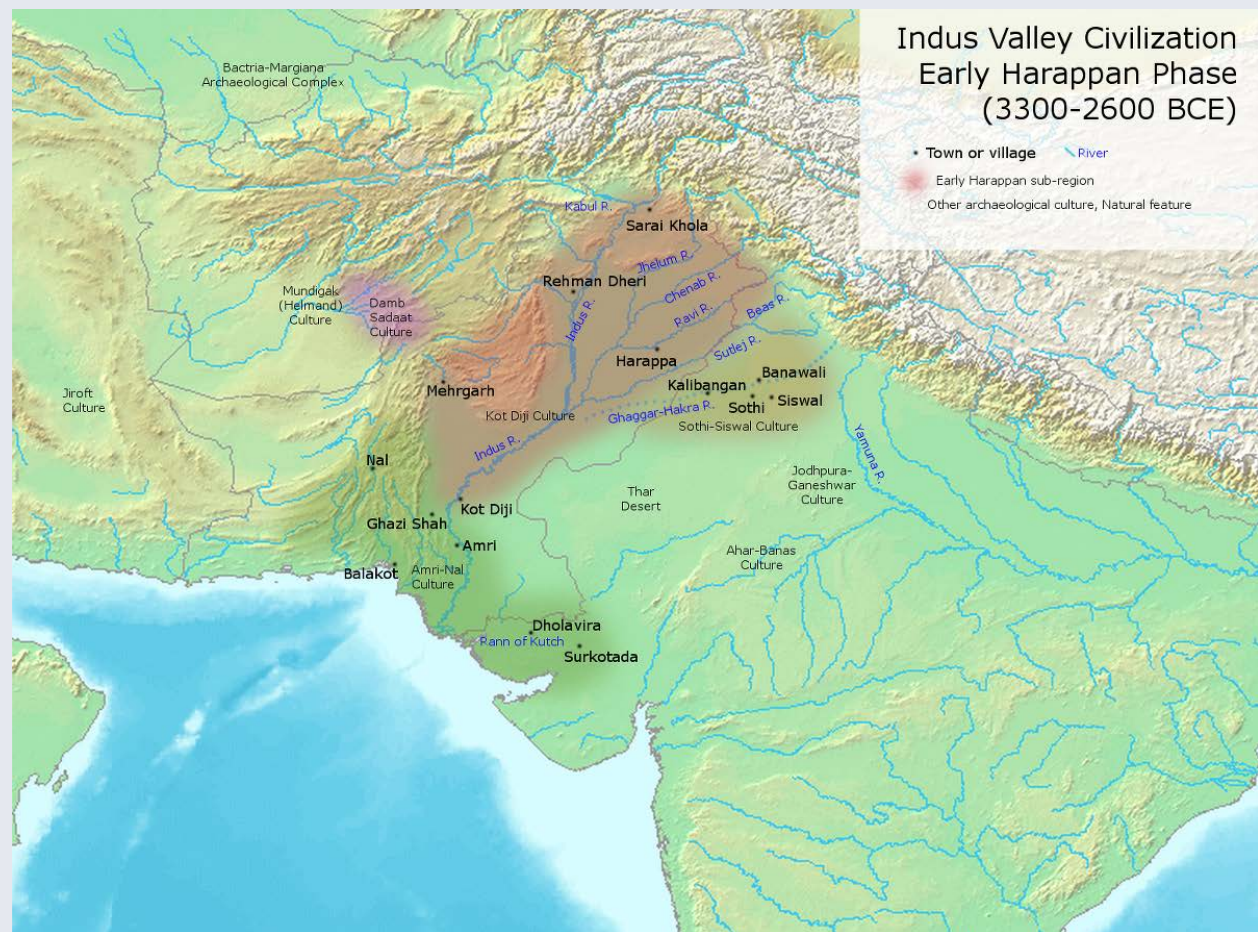 Indus Valley Civilization
Early Harappan Phase
(3300-2600 BCE)
Town or village
River
Early Harappan sub-region
Other archaeological culture, Natural feature
Bactria-Margiana
Archaeological Complex
Kabul R.
Sarai Khola
Jhelum R.
Rehman Dheri
Chenab R.
Mundigak
(Helmand)
Culture
Damb
Sadaat
Culture
Indus R.
Ravi R.
Beas R.
Harappa
Sutlej R.
Banawali
Mehrgarh
Kalibangan
Jiroft
Culture
Siswal
Sothi
Kot Diji Culture
Ghaggar-Hakra R.
Sothi-Siswal Culture
Indus R.
Yamuna R.
Nal
Jodhpura-
Ganeshwar
Culture
Thar
Desert
Kot Diji
Ghazi Shah
Amri
Ahar-Banas
Culture
Balakot
Amri-Nal
Culture
Dholavira
Rann of Kutch
Surkotada